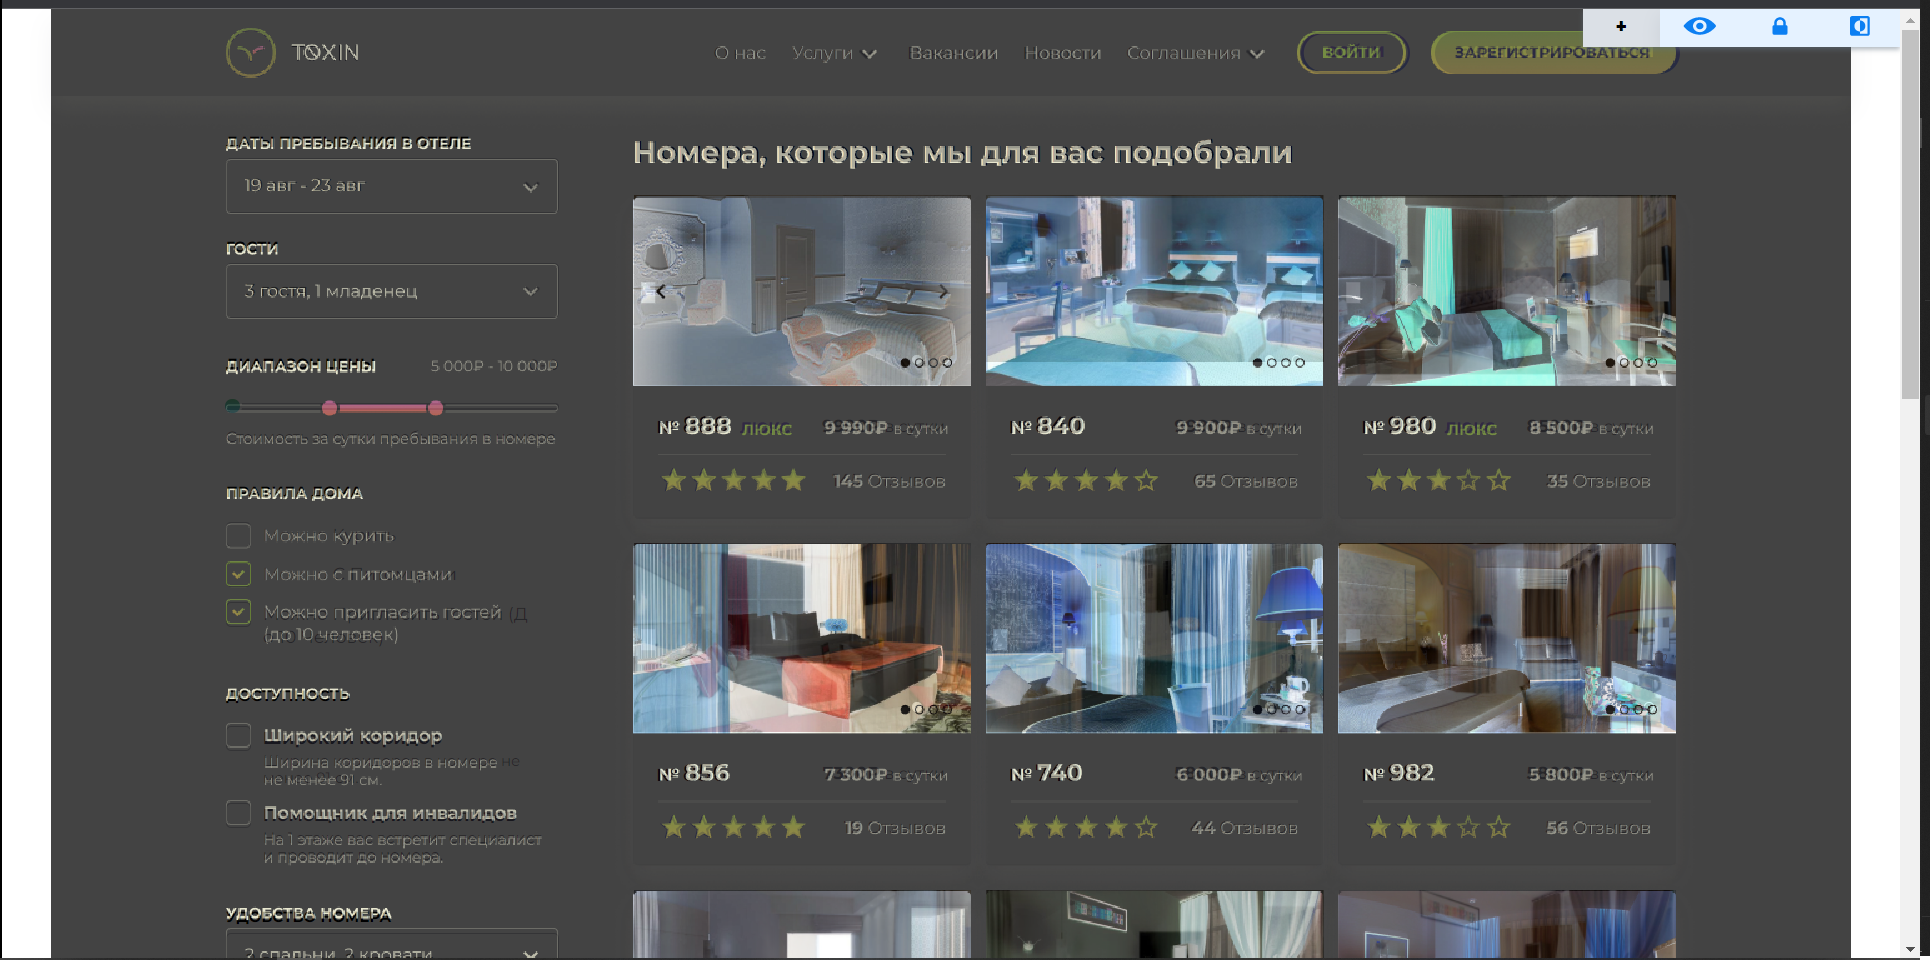 TOXIN
О нас Услуги Вакансии Новости Соглашения ВОЙТИ ЗАРЕГИСТРИРОВАТЬСЯ
ДАТЫ ПРЕБЫВАНИЯ В ОТЕЛЕ
19 авг - 23 авг
ГОСТИ
3 гостя, 1 младенец
ДИАПАЗОН ЦЕНЫ 5 000₽ - 10 000₽
Стоимость за сутки пребывания в номере
ПРАВИЛА ДОМА
Можно курить
Можно с питомцами
Можно пригласить гостей
(до 10 человек)
ДОСТУПНОСТЬ
Широкий коридор
Ширина коридоров в номере
не менее 91 см.
Помощник для инвалидов
На 1 этаже вас встретит специалист
и проводит до номера.
УДОБСТВА НОМЕРА
2 спальни, 2 кровати
Номера, которые мы для вас подобрали
№ 888 ЛЮКС 9 990₽ в сутки
145 Отзывов
№ 840 9 900₽ в сутки
65 Отзывов
№ 980 ЛЮКС 8 500₽ в сутки
35 Отзывов
№ 856 7 300₽ в сутки
19 Отзывов
№ 740 6 000₽ в сутки
44 Отзывов
№ 982 5 800₽ в сутки
56 Отзывов